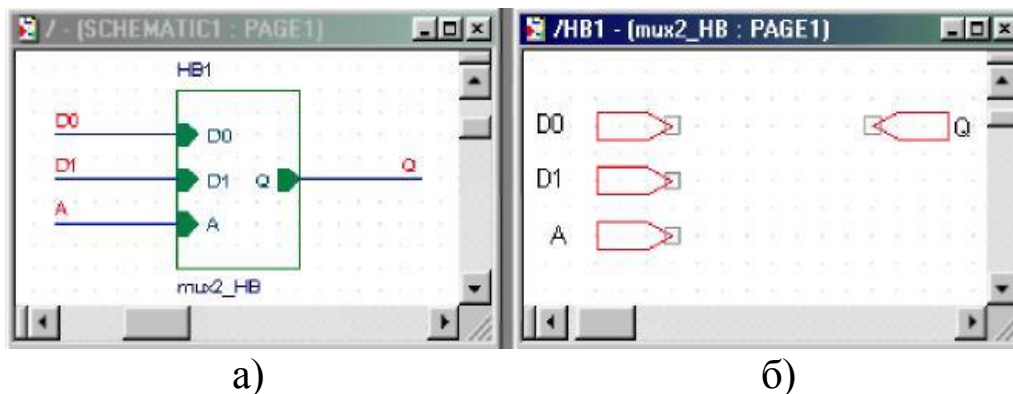 / - (SCHEMATIC1 : PAGE1)
HB1
D0
D0
D1
D1
Q
Q
A
A
mux2_HB
а)
/HB1 - (mux2_HB : PAGE1)
D0
Q
D1
A
б)